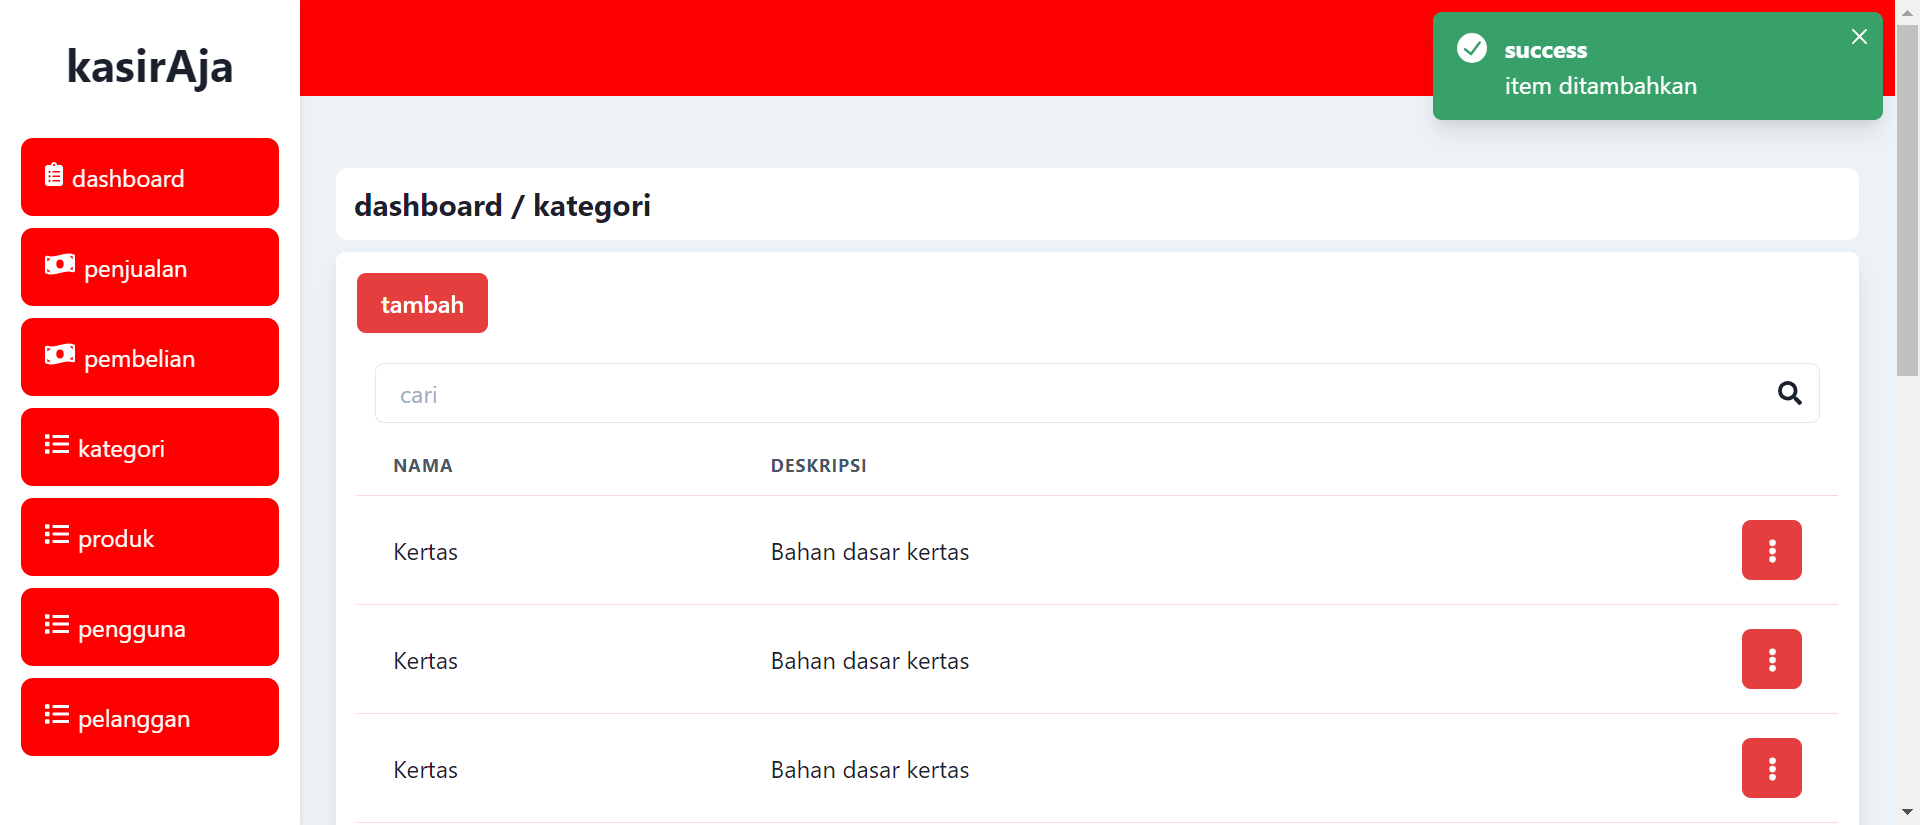 kasirAja
dashboard
penjualan
pembelian
kategori
produk
pengguna
pelanggan
success
item ditambahkan
dashboard / kategori
tambah
cari
NAMA DESKRIPSI
Kertas Bahan dasar kertas
Kertas Bahan dasar kertas
Kertas Bahan dasar kertas